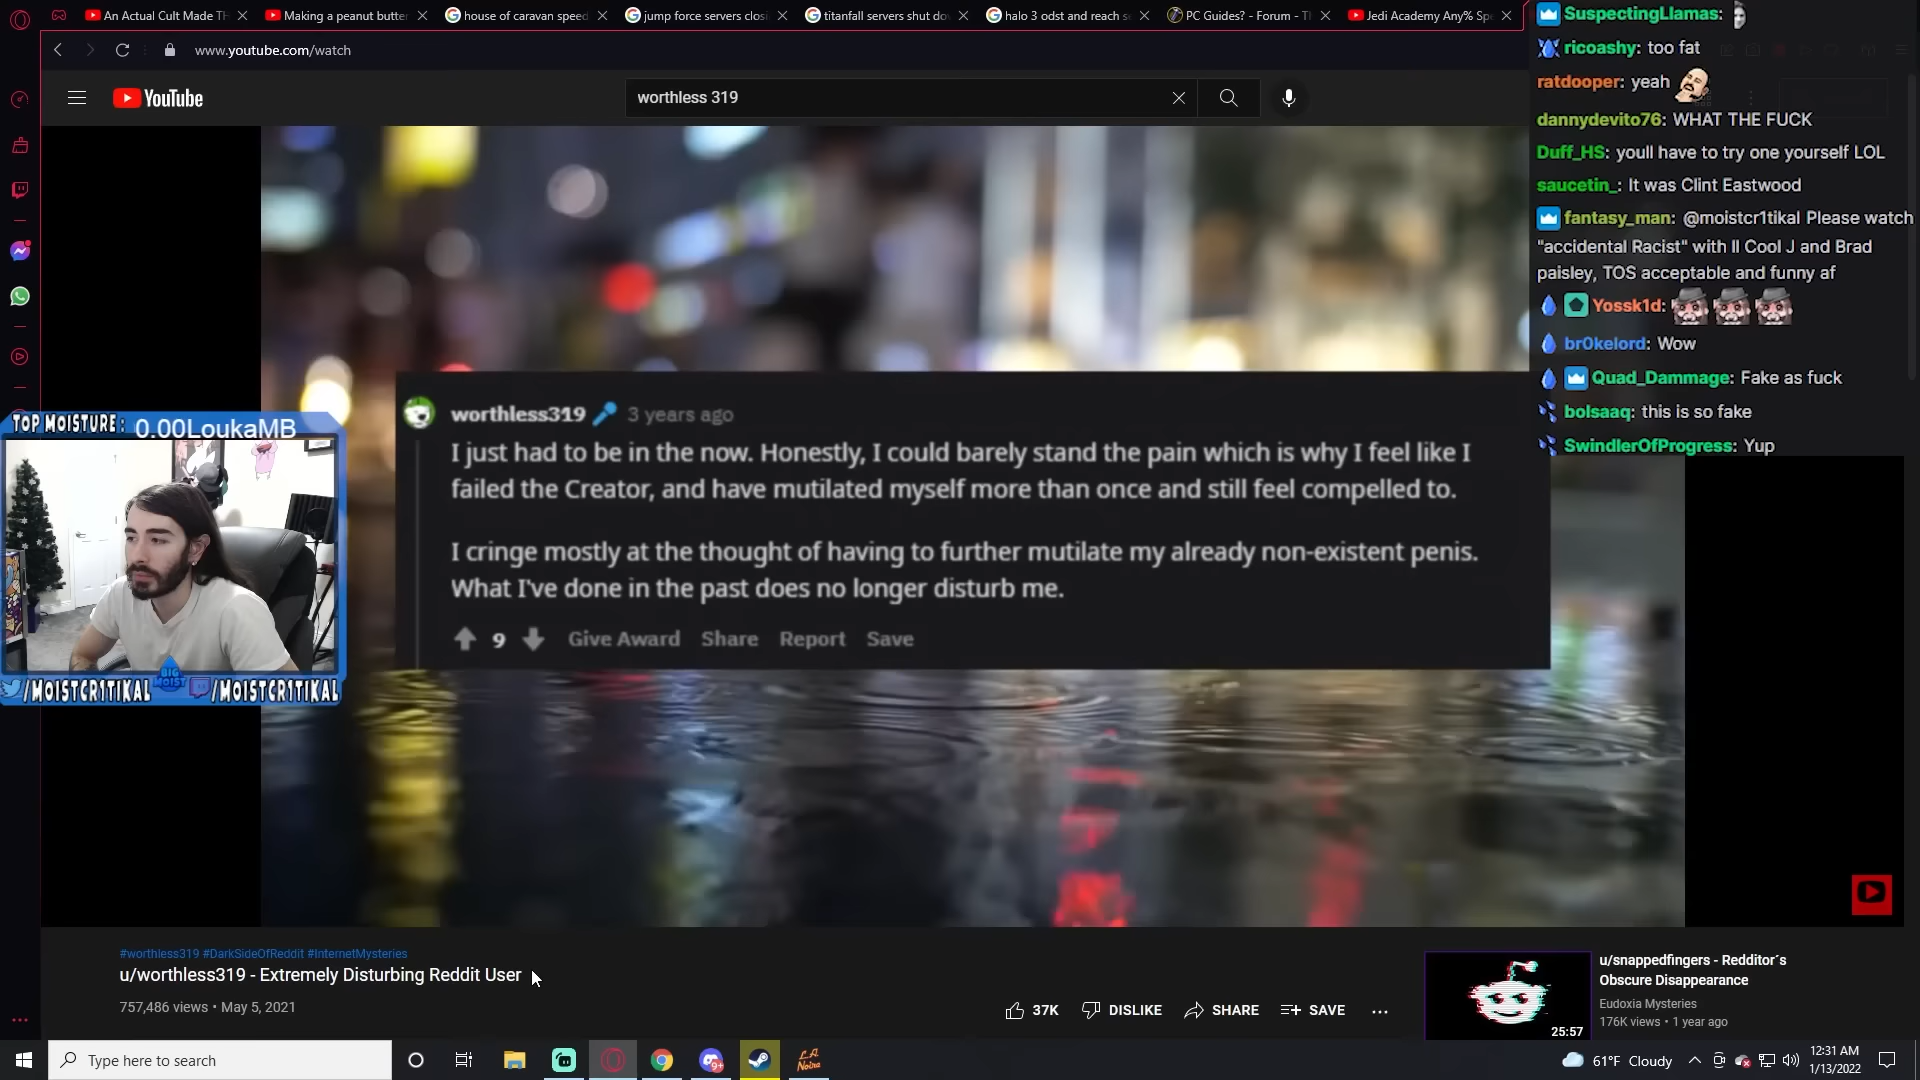 An Actual Cult Made Th
Making a peanut butter
house of caravan speed
jump force servers closi
titanfall servers shut do
halo 3 odst and reach s
PC Guides? - Forum - T
Jedi Academy Any% Sp
www.youtube.com/watch
YouTube
worthless 319
SuspectingLlamas:
ricoashy: too fat
ratdooper: yeah
dannydevito76: WHAT THE FUCK
Duff_HS: youll have to try one yourself LOL
saucetin_: It was Clint Eastwood
fantasy_man: @moistcr1tikal Please watch
"accidental Racist" with ll Cool J and Brad
paisley, TOS acceptable and funny af
Yossk1d:
br0kelord: Wow
Quad_Dammage: Fake as fuck
bolsaaq: this is so fake
SwindlerOfProgress: Yup
TOP MOISTURE: 0.00LoukaMB
BIG MOIST
/MOISTCR1TIKAL
/MOISTCR1TIKAL
worthless319 3 years ago
I just had to be in the now. Honestly, I could barely stand the pain which is why I feel like I
failed the Creator, and have mutilated myself more than once and still feel compelled to.
I cringe mostly at the thought of having to further mutilate my already non-existent penis.
What I've done in the past does no longer disturb me.
9 Give Award Share Report Save
#worthless319 #DarkSideOfReddit #InternetMysteries
u/worthless319 - Extremely Disturbing Reddit User
757,486 views • May 5, 2021
37K DISLIKE SHARE SAVE
u/snappedfingers - Redditor´s
Obscure Disappearance
Eudoxia Mysteries
176K views • 1 year ago
25:57
Type here to search
9+
L.A. Noire
61°F Cloudy
12:31 AM
1/13/2022